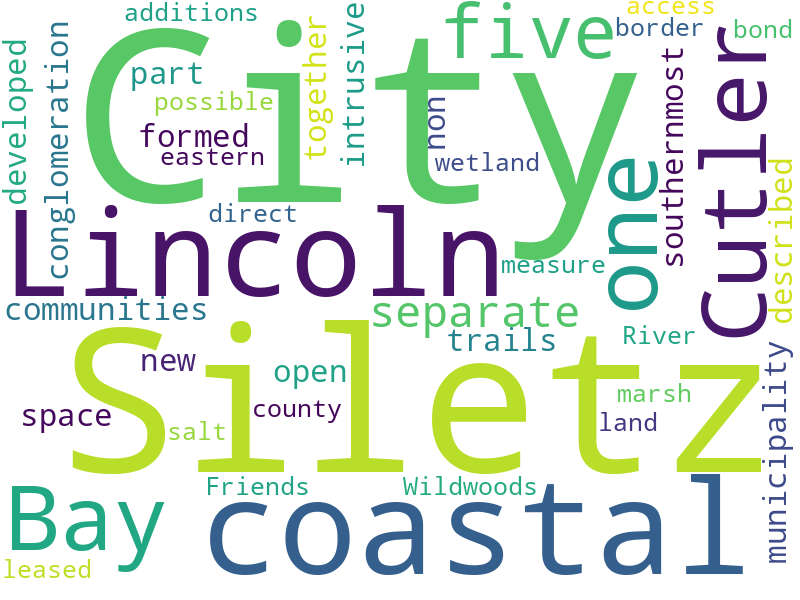 additions
access
City
five
border
bond
developed
conglomeration
part
together
intrusive
possible
non
formed
eastern
wetland
southernmost
Cutler
described
one
direct
Lincoln
measure
communities
separate
trails
River
new
open
space
county
marsh
land
salt
Siletz
municipality
Friends
Wildwoods
Bay
coastal
leased